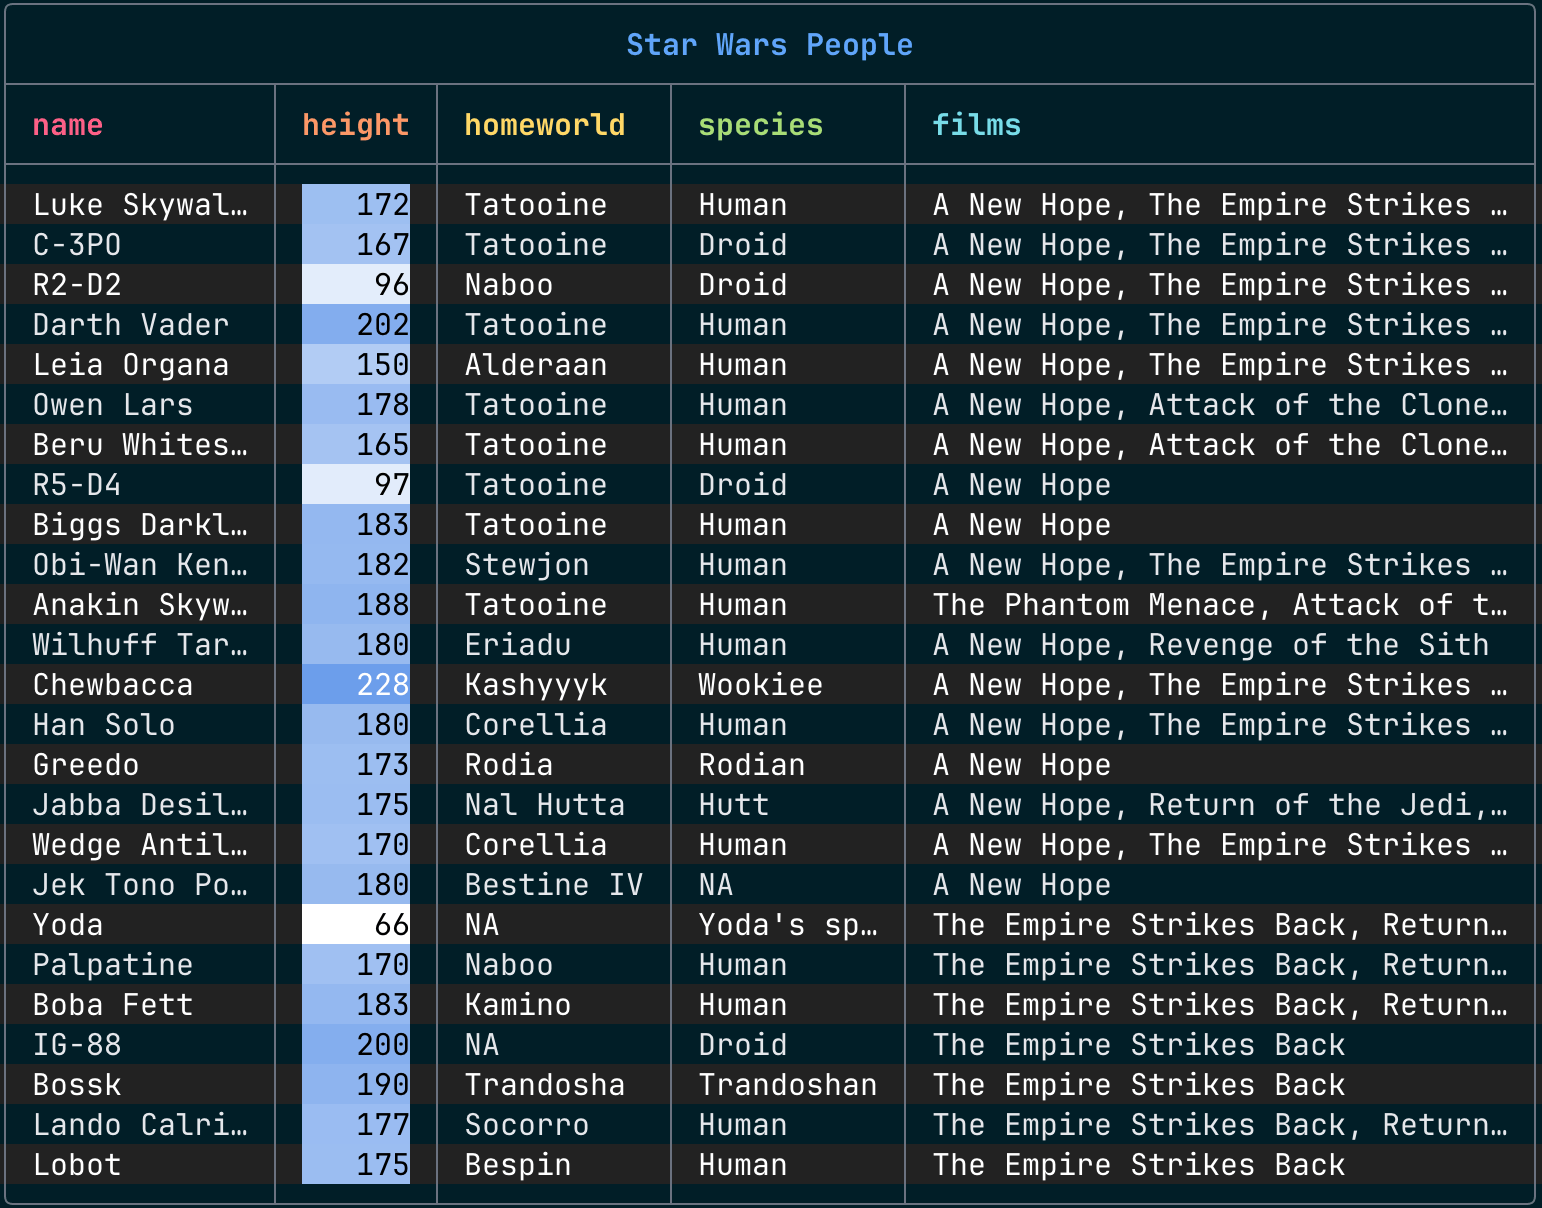 Star Wars People
name height homeworld species films
Luke Skywal… 172 Tatooine Human A New Hope, The Empire Strikes …
C-3PO 167 Tatooine Droid A New Hope, The Empire Strikes …
R2-D2 96 Naboo Droid A New Hope, The Empire Strikes …
Darth Vader 202 Tatooine Human A New Hope, The Empire Strikes …
Leia Organa 150 Alderaan Human A New Hope, The Empire Strikes …
Owen Lars 178 Tatooine Human A New Hope, Attack of the Clone…
Beru Whites… 165 Tatooine Human A New Hope, Attack of the Clone…
R5-D4 97 Tatooine Droid A New Hope
Biggs Darkl… 183 Tatooine Human A New Hope
Obi-Wan Ken… 182 Stewjon Human A New Hope, The Empire Strikes …
Anakin Skyw… 188 Tatooine Human The Phantom Menace, Attack of t…
Wilhuff Tar… 180 Eriadu Human A New Hope, Revenge of the Sith
Chewbacca 228 Kashyyyk Wookiee A New Hope, The Empire Strikes …
Han Solo 180 Corellia Human A New Hope, The Empire Strikes …
Greedo 173 Rodia Rodian A New Hope
Jabba Desil… 175 Nal Hutta Hutt A New Hope, Return of the Jedi,…
Wedge Antil… 170 Corellia Human A New Hope, The Empire Strikes …
Jek Tono Po… 180 Bestine IV NA A New Hope
Yoda 66 NA Yoda's sp… The Empire Strikes Back, Return…
Palpatine 170 Naboo Human The Empire Strikes Back, Return…
Boba Fett 183 Kamino Human The Empire Strikes Back, Return…
IG-88 200 NA Droid The Empire Strikes Back
Bossk 190 Trandosha Trandoshan The Empire Strikes Back
Lando Calri… 177 Socorro Human The Empire Strikes Back, Return…
Lobot 175 Bespin Human The Empire Strikes Back